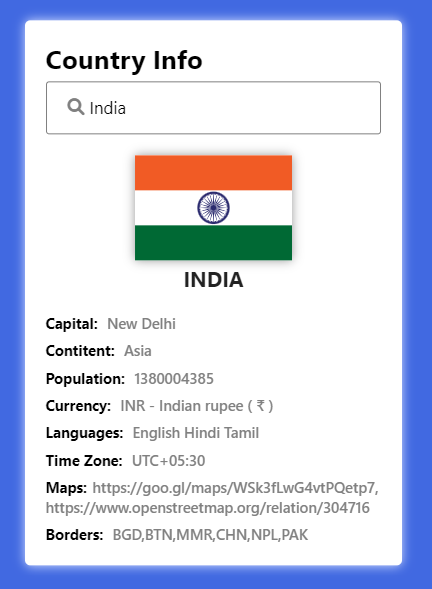 Country Info
India
INDIA
Capital: New Delhi
Contitent: Asia
Population: 1380004385
Currency: INR - Indian rupee ( ₹ )
Languages: English Hindi Tamil
Time Zone: UTC+05:30
Maps: https://goo.gl/maps/WSk3fLwG4vtPQetp7,
https://www.openstreetmap.org/relation/304716
Borders: BGD,BTN,MMR,CHN,NPL,PAK